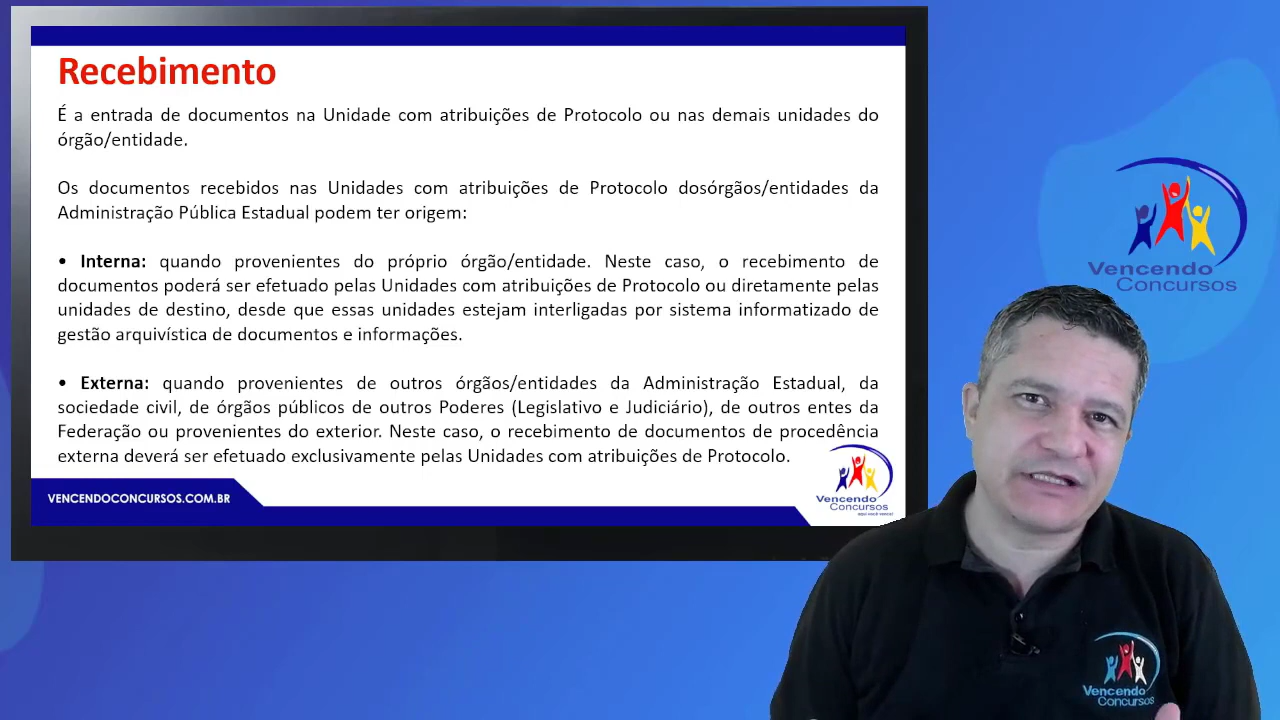 Recebimento
É a entrada de documentos na Unidade com atribuições de Protocolo ou nas demais unidades do
órgão/entidade.
Os documentos recebidos nas Unidades com atribuições de Protocolo dosórgãos/entidades da
Administração Pública Estadual podem ter origem:
• Interna: quando provenientes do próprio órgão/entidade. Neste caso, o recebimento de
documentos poderá ser efetuado pelas Unidades com atribuições de Protocolo ou diretamente pelas
unidades de destino, desde que essas unidades estejam interligadas por sistema informatizado de
gestão arquivística de documentos e informações.
• Externa: quando provenientes de outros órgãos/entidades da Administração Estadual, da
sociedade civil, de órgãos públicos de outros Poderes (Legislativo e Judiciário), de outros entes da
Federação ou provenientes do exterior. Neste caso, o recebimento de documentos de procedência
externa deverá ser efetuado exclusivamente pelas Unidades com atribuições de Protocolo.
VENCENDOCONCURSOS.COM.BR
Vencendo
Concursos
aqui você vence!
Vencendo
Concursos
Vencendo
Concursos